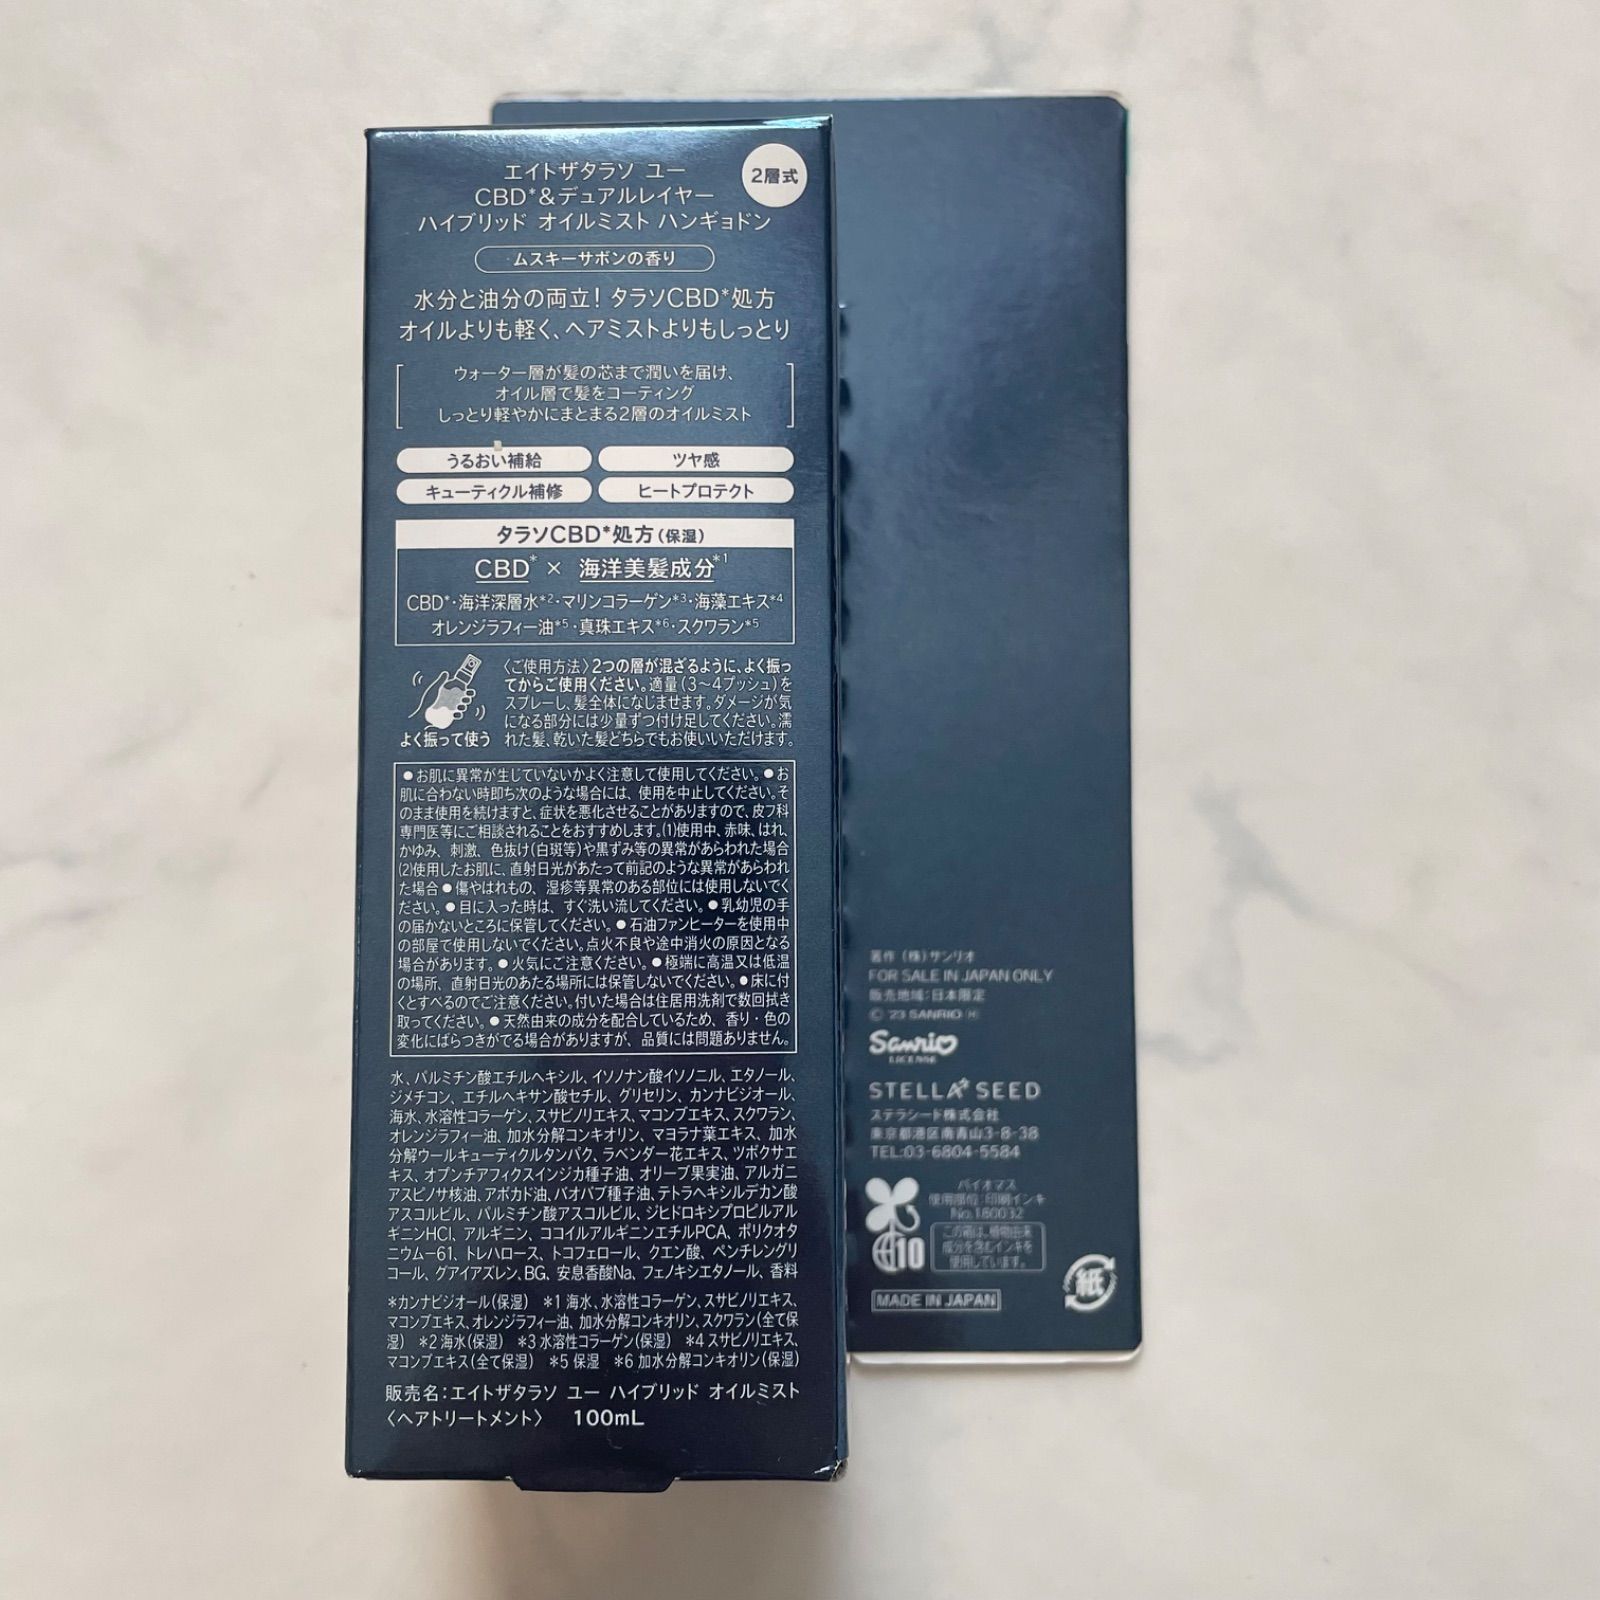 エイトザタラソ ユー
CBD*&デュアルレイヤー
ハイブリッド オイルミスト ハンギョドン
2層式
ムスキーサボンの香り
水分と油分の両立! タラソCBD*処方
オイルよりも軽く、ヘアミストよりもしっとり
ウォーター層が髪の芯まで潤いを届け、
オイル層で髪をコーティング
しっとり軽やかにまとまる2層のオイルミスト
うるおい補給 ツヤ感
キューティクル補修 ヒートプロテクト
タラソCBD*処方(保湿)
CBD* × 海洋美髪成分*1
CBD*・海洋深層水*2・マリンコラーゲン*3・海藻エキス*4
オレンジラフィー油*5・真珠エキス*6・スクワラン*5
よく振って使う
〈ご使用方法〉2つの層が混ざるように、よく振っ
てからご使用ください。適量(3〜4プッシュ)を
スプレーし、髪全体になじませます。ダメージが気
になる部分には少量ずつ付け足してください。濡
れた髪、乾いた髪どちらでもお使いいただけます。
●お肌に異常が生じていないかよく注意して使用してください。●お
肌に合わない時即ち次のような場合には、使用を中止してください。そ
のまま使用を続けますと、症状を悪化させることがありますので、皮フ科
専門医等にご相談されることをおすすめします。(1)使用中、赤味、はれ、
かゆみ、刺激、色抜け(白斑等)や黒ずみ等の異常があらわれた場合
(2)使用したお肌に、直射日光があたって前記のような異常があらわれ
た場合●傷やはれもの、湿疹等異常のある部位には使用しないでく
ださい。●目に入った時は、すぐ洗い流してください。●乳幼児の手
の届かないところに保管してください。●石油ファンヒーターを使用中
の部屋で使用しないでください。点火不良や途中消火の原因となる
場合があります。●火気にご注意ください。●極端に高温又は低温
の場所、直射日光のあたる場所には保管しないでください。●床に付
くとすべるのでご注意ください。付いた場合は住居用洗剤で数回拭き
取ってください。●天然由来の成分を配合しているため、香り・色の
変化にばらつきがでる場合がありますが、品質には問題ありません。
水、パルミチン酸エチルヘキシル、イソノナン酸イソノニル、エタノール、
ジメチコン、エチルヘキサン酸セチル、グリセリン、カンナビジオール、
海水、水溶性コラーゲン、スサビノリエキス、マコンブエキス、スクワラン、
オレンジラフィー油、加水分解コンキオリン、マヨラナ葉エキス、加水
分解ウールキューティクルタンパク、ラベンダー花エキス、ツボクサエ
キス、オプンチアフィクスインジカ種子油、オリーブ果実油、アルガニ
アスピノサ核油、アボカド油、バオバブ種子油、テトラヘキシルデカン酸
アスコルビル、パルミチン酸アスコルビル、ジヒドロキシプロピルアル
ギニンHCl、アルギニン、ココイルアルギニンエチルPCA、ポリクオタ
ニウム-61、トレハロース、トコフェロール、クエン酸、ペンチレングリ
コール、グアイアズレン、BG、安息香酸Na、フェノキシエタノール、香料
*カンナビジオール(保湿) *1 海水、水溶性コラーゲン、スサビノリエキス、
マコンブエキス、オレンジラフィー油、加水分解コンキオリン、スクワラン(全て保
湿) *2 海水(保湿) *3 水溶性コラーゲン(保湿) *4 スサビノリエキス、
マコンブエキス(全て保湿) *5 保湿 *6 加水分解コンキオリン(保湿)
販売名:エイトザタラソ ユー ハイブリッド オイルミスト
〈ヘアトリートメント〉 100mL
著作 (株)サンリオ
FOR SALE IN JAPAN ONLY
販売地域:日本限定
© '23 SANRIO Ⓗ
Sanrio
LICENSE
STELLA SEED
ステラシード株式会社
東京都港区南青山3-8-38
TEL:03-6804-5584
バイオマス
使用部位:印刷インキ
No.180032
10
この箱は、植物由来
成分を含むインキを
使用しています。
MADE IN JAPAN
紙